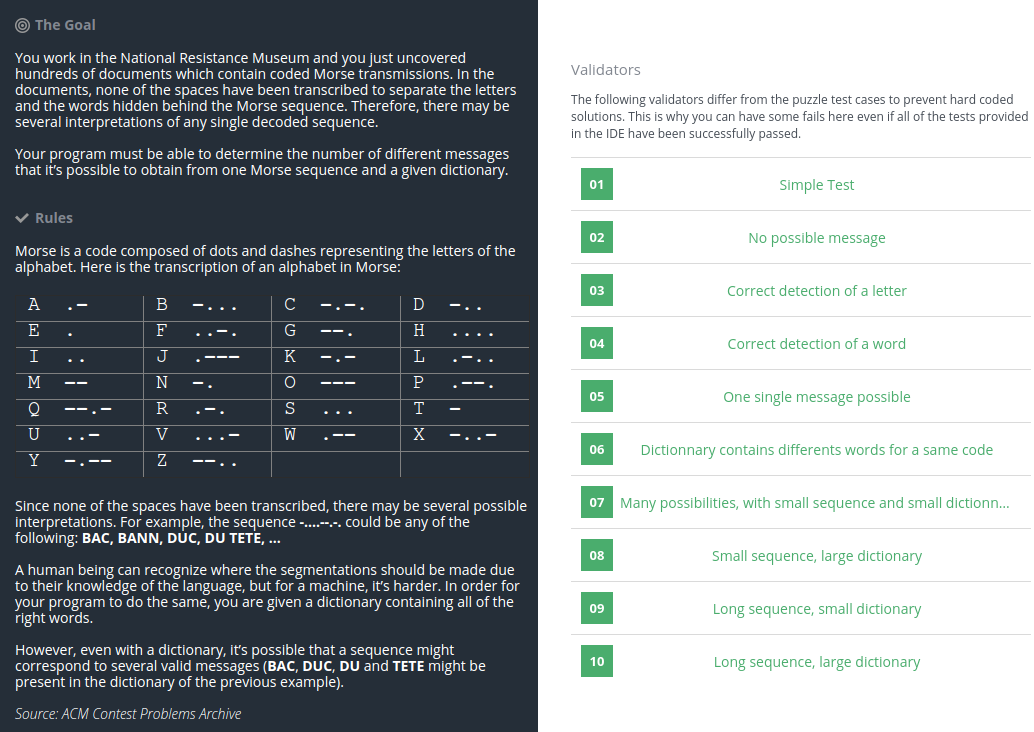 The Goal
You work in the National Resistance Museum and you just uncovered
hundreds of documents which contain coded Morse transmissions. In the
documents, none of the spaces have been transcribed to separate the letters
and the words hidden behind the Morse sequence. Therefore, there may be
several interpretations of any single decoded sequence.
Your program must be able to determine the number of different messages
that it's possible to obtain from one Morse sequence and a given dictionary.
Rules
Morse is a code composed of dots and dashes representing the letters of the
alphabet. Here is the transcription of an alphabet in Morse:
A .- B -... C -.-. D -..
E . F ..-. G --. H ....
I .. J .--- K -.- L .-..
M -- N -. O --- P .--.
Q --.- R .-. S ... T -
U ..- V ...- W .-- X -..-
Y -.-- Z --..
Since none of the spaces have been transcribed, there may be several possible
interpretations. For example, the sequence -....--.-. could be any of the
following: BAC, BANN, DUC, DU TETE, ...
A human being can recognize where the segmentations should be made due
to their knowledge of the language, but for a machine, it's harder. In order for
your program to do the same, you are given a dictionary containing all of the
right words.
However, even with a dictionary, it's possible that a sequence might
correspond to several valid messages (BAC, DUC, DU and TETE might be
present in the dictionary of the previous example).
Source: ACM Contest Problems Archive
Validators
The following validators differ from the puzzle test cases to prevent hard coded
solutions. This is why you can have some fails here even if all of the tests provided
in the IDE have been successfully passed.
01 Simple Test
02 No possible message
03 Correct detection of a letter
04 Correct detection of a word
05 One single message possible
06 Dictionnary contains differents words for a same code
07 Many possibilities, with small sequence and small dictionn...
08 Small sequence, large dictionary
09 Long sequence, small dictionary
10 Long sequence, large dictionary